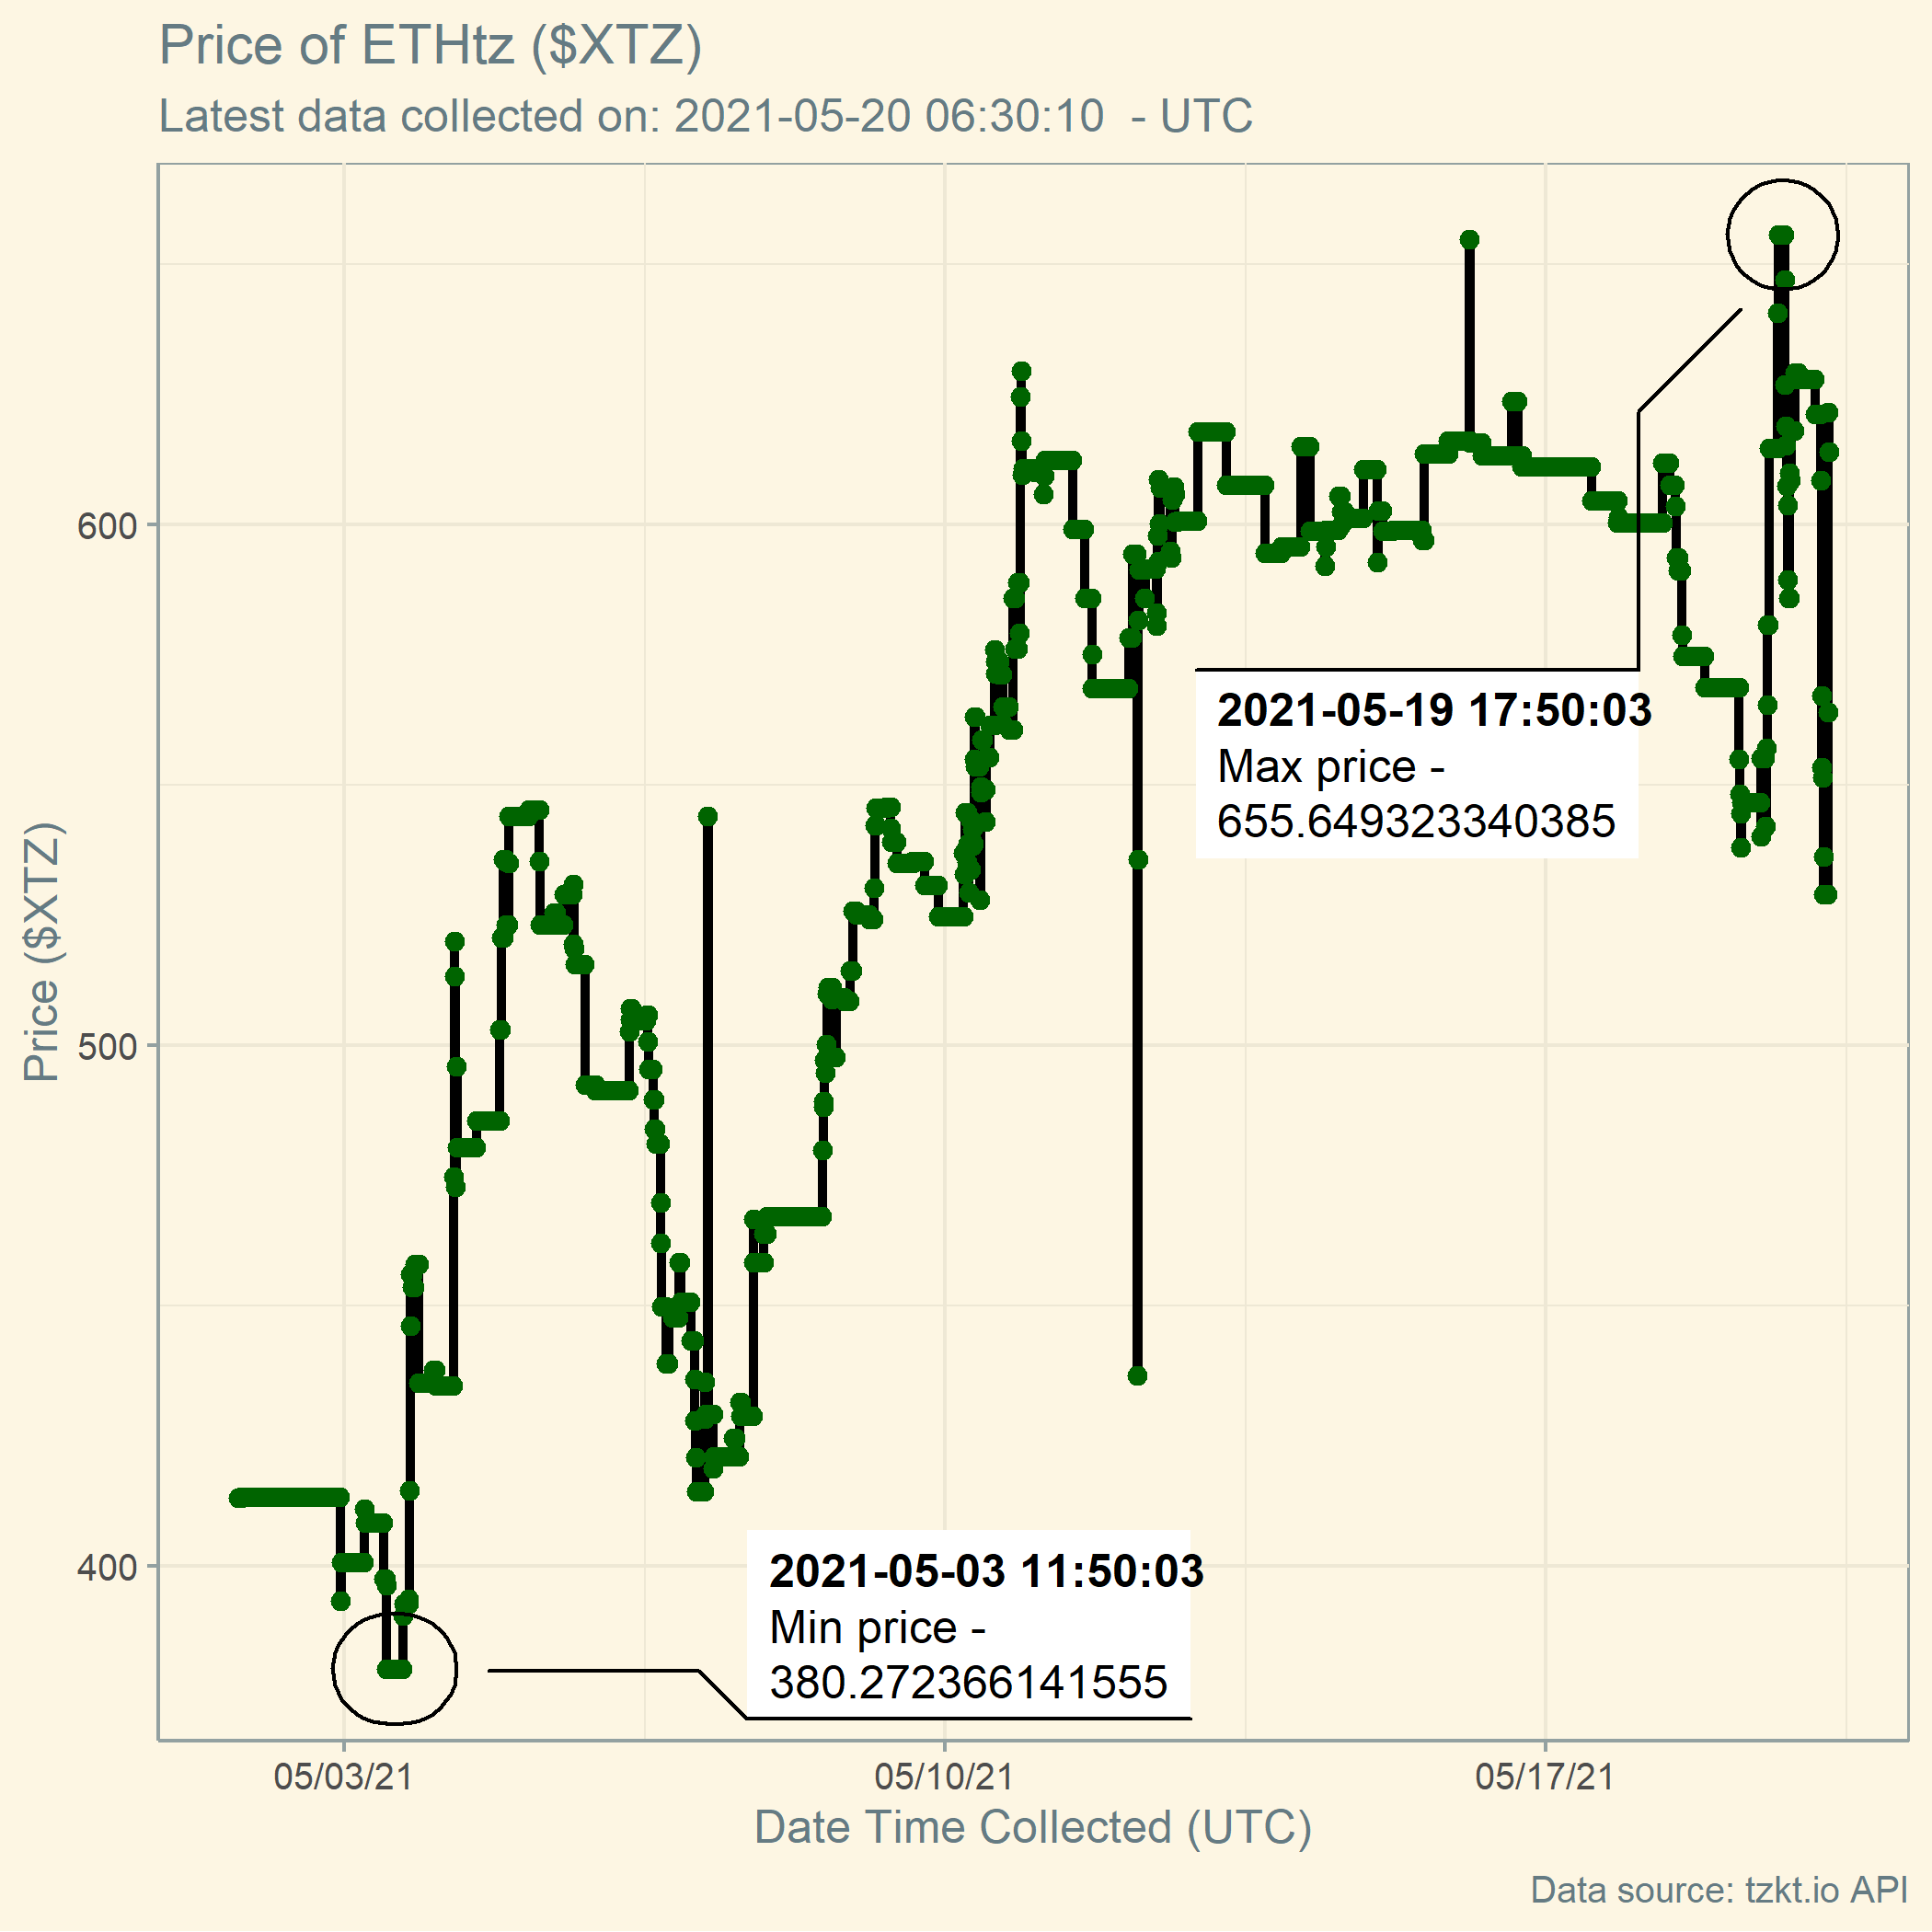 Price of ETHtz ($XTZ)
Latest data collected on: 2021-05-20 06:30:10  - UTC
Price ($XTZ)
600
500
400
2021-05-19 17:50:03
Max price -
655.649323340385
2021-05-03 11:50:03
Min price -
380.272366141555
05/03/21
05/10/21
05/17/21
Date Time Collected (UTC)
Data source: tzkt.io API